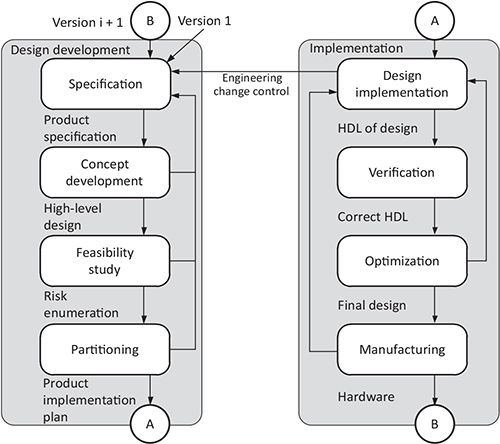 Version i + 1
B
Version 1
Design development
Specification
Product
specification
Concept
development
High-level
design
Feasibility
study
Risk
enumeration
Partitioning
Product
implementation
plan
A
Engineering
change control
A
Implementation
Design
implementation
HDL of design
Verification
Correct HDL
Optimization
Final design
Manufacturing
Hardware
B